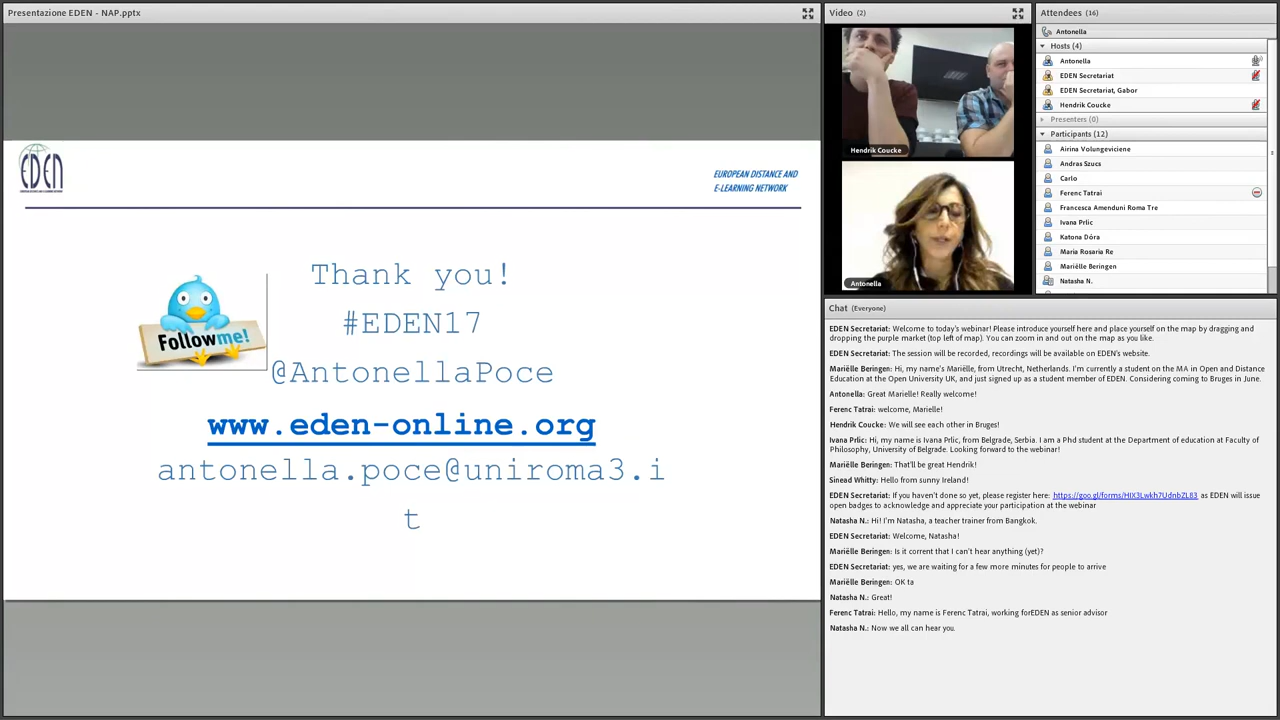 Presentazione EDEN - NAP.pptx
EDEN
EUROPEAN DISTANCE AND
E-LEARNING NETWORK
Follow me!
Thank you!
#EDEN17
@AntonellaPoce
www.eden-online.org
antonella.poce@uniroma3.i
t
Video (2)
Hendrik Coucke
Antonella
Attendees (16)
Antonella
Hosts (4)
Antonella
EDEN Secretariat
EDEN Secretariat, Gabor
Hendrik Coucke
Presenters (0)
Participants (12)
Airina Volungeviciene
Andras Szucs
Carlo
Ferenc Tatrai
Francesca Amenduni Roma Tre
Ivana Prlic
Katona Dóra
Maria Rosaria Re
Mariëlle Beringen
Natasha N.
Chat (Everyone)
EDEN Secretariat: Welcome to today's webinar! Please introduce yourself here and place yourself on the map by dragging and
dropping the purple market (top left of map). You can zoom in and out on the map as you like.
EDEN Secretariat: The session will be recorded, recordings will be available on EDEN's website.
Mariëlle Beringen: Hi, my name's Mariëlle, from Utrecht, Netherlands. I'm currently a student on the MA in Open and Distance
Education at the Open University UK, and just signed up as a student member of EDEN. Considering coming to Bruges in June.
Antonella: Great Marielle! Really welcome!
Ferenc Tatrai: welcome, Marielle!
Hendrik Coucke: We will see each other in Bruges!
Ivana Prlic: Hi, my name is Ivana Prlic, from Belgrade, Serbia. I am a Phd student at the Department of education at Faculty of
Philosophy, University of Belgrade. Looking forward to the webinar!
Mariëlle Beringen: That'll be great Hendrik!
Sinead Whitty: Hello from sunny Ireland!
EDEN Secretariat: If you haven't done so yet, please register here: https://goo.gl/forms/HIX3Lwkh7UdnbZL83 as EDEN will issue
open badges to acknowledge and appreciate your participation at the webinar
Natasha N.: Hi! I'm Natasha, a teacher trainer from Bangkok.
EDEN Secretariat: Welcome, Natasha!
Mariëlle Beringen: Is it corrent that I can't hear anything (yet)?
EDEN Secretariat: yes, we are waiting for a few more minutes for people to arrive
Mariëlle Beringen: OK ta
Natasha N.: Great!
Ferenc Tatrai: Hello, my name is Ferenc Tatrai, working forEDEN as senior advisor
Natasha N.: Now we all can hear you.